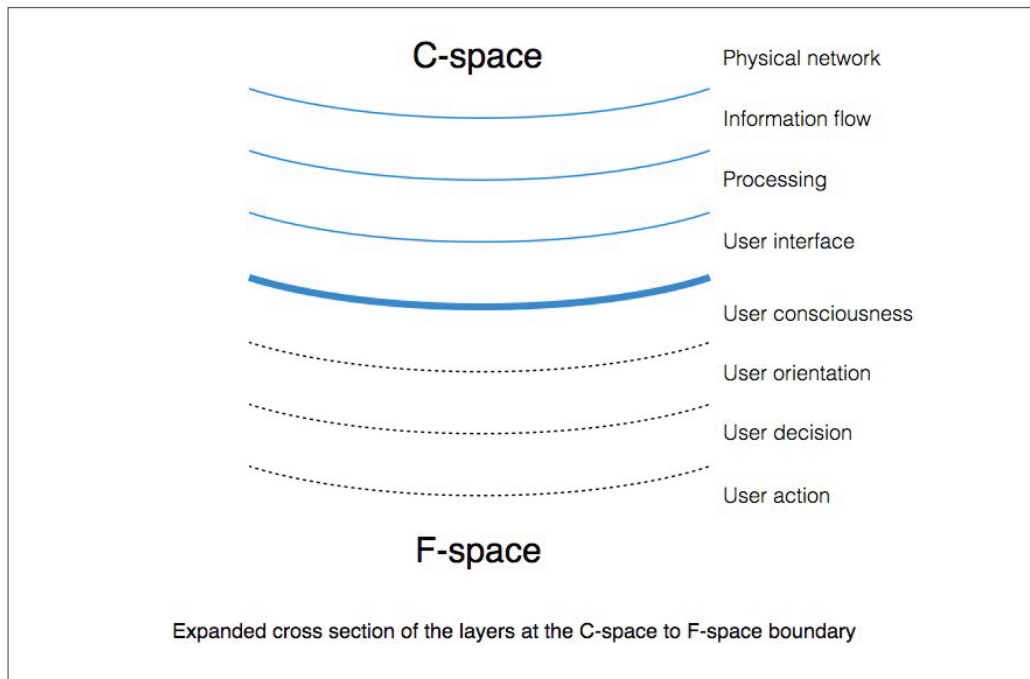 C-space
Physical network
Information flow
Processing
User interface
User consciousness
User orientation
User decision
User action
F-space
Expanded cross section of the layers at the C-space to F-space boundary